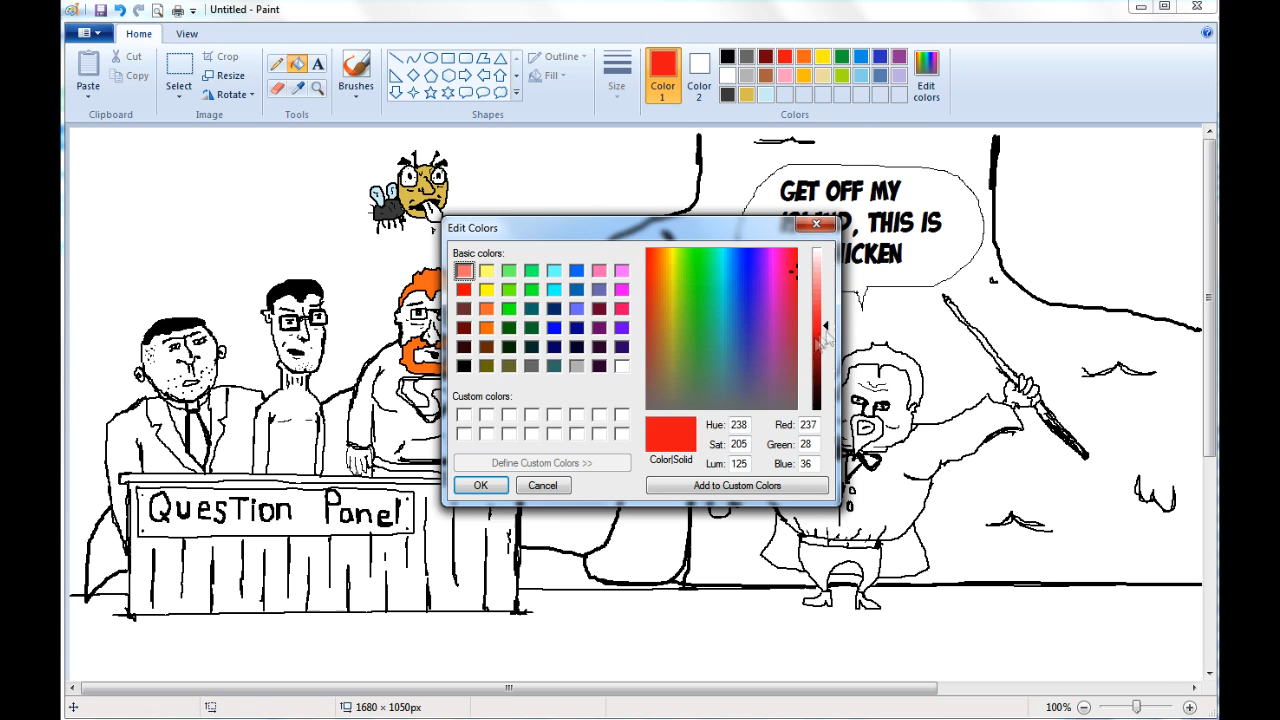 Untitled - Paint
Home
View
Paste
Cut
Copy
Clipboard
Select
Crop
Resize
Rotate
Image
A
Tools
Brushes
Outline
Fill
Shapes
Size
Color
1
Color
2
Edit
colors
Colors
GET OFF MY
THIS IS
Edit Colors
Basic colors:
Custom colors:
Define Custom Colors >>
OK
Cancel
Color|Solid
Hue: 238
Sat: 205
Lum: 125
Red: 237
Green: 28
Blue: 36
Add to Custom Colors
Question Panel
1680 × 1050px
100%